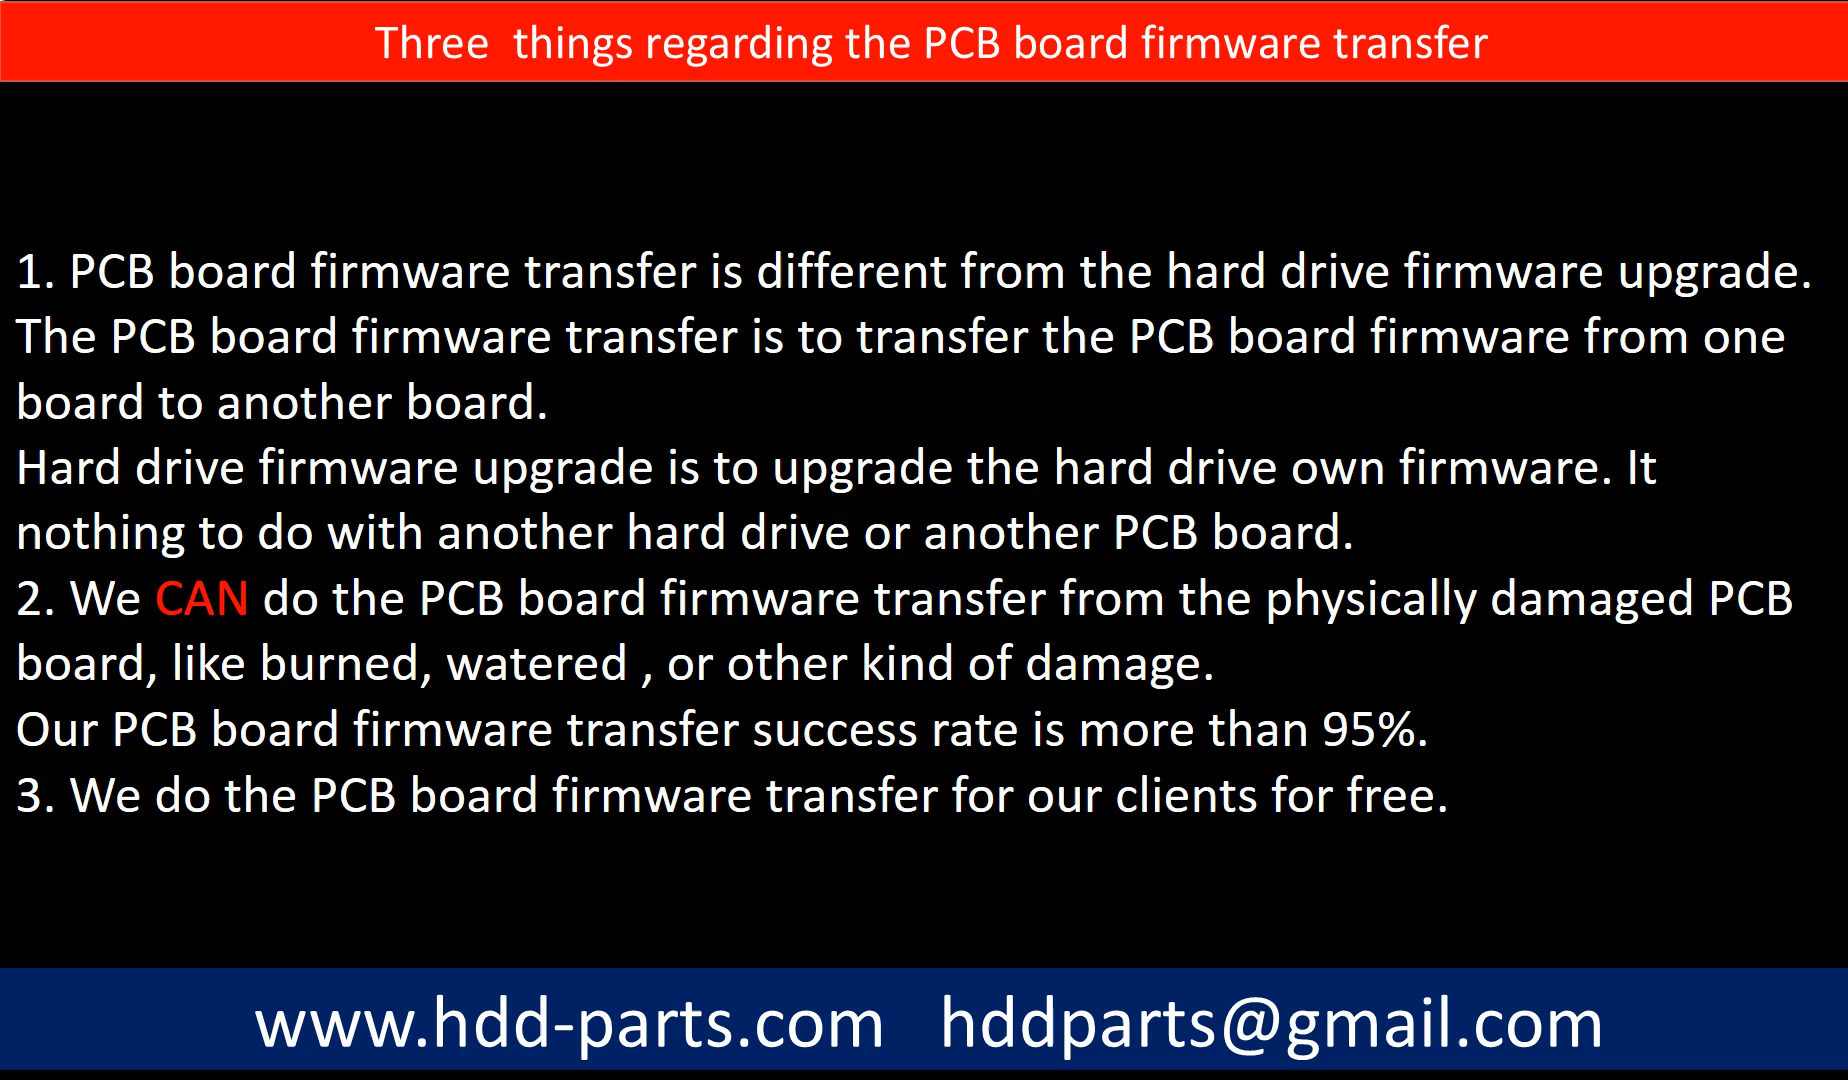 Three  things regarding the PCB board firmware transfer
1. PCB board firmware transfer is different from the hard drive firmware upgrade.
The PCB board firmware transfer is to transfer the PCB board firmware from one
board to another board.
Hard drive firmware upgrade is to upgrade the hard drive own firmware. It
nothing to do with another hard drive or another PCB board.
2. We CAN do the PCB board firmware transfer from the physically damaged PCB
board, like burned, watered , or other kind of damage.
Our PCB board firmware transfer success rate is more than 95%.
3. We do the PCB board firmware transfer for our clients for free.
www.hdd-parts.com   hddparts@gmail.com